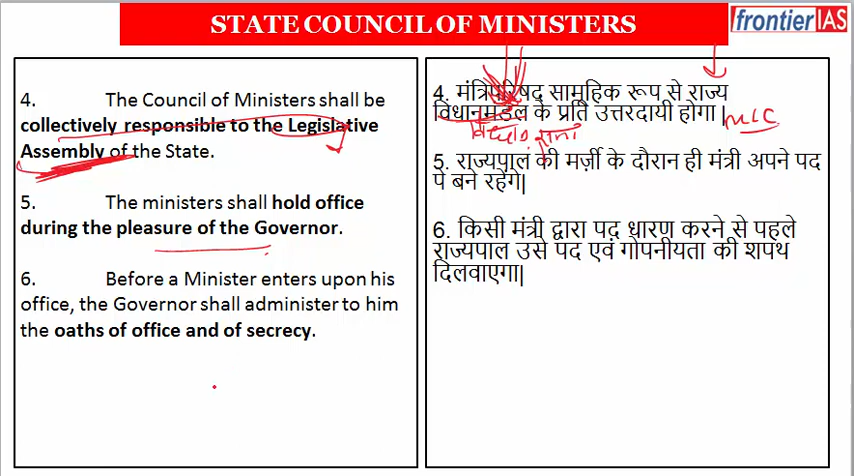 STATE COUNCIL OF MINISTERS
frontierIAS
4. The Council of Ministers shall be
collectively responsible to the Legislative
Assembly of the State.
5. The ministers shall hold office
during the pleasure of the Governor.
6. Before a Minister enters upon his
office, the Governor shall administer to him
the oaths of office and of secrecy.
4. मंत्रिपरिषद सामूहिक रूप से राज्य
विधानमंडल के प्रति उत्तरदायी होगा |
5. राज्यपाल की मर्ज़ी के दौरान ही मंत्री अपने पद
पे बने रहेंगे|
6. किसी मंत्री द्वारा पद धारण करने से पहले
राज्यपाल उसे पद एवं गोपनीयता की शपथ
दिलवाएगा|